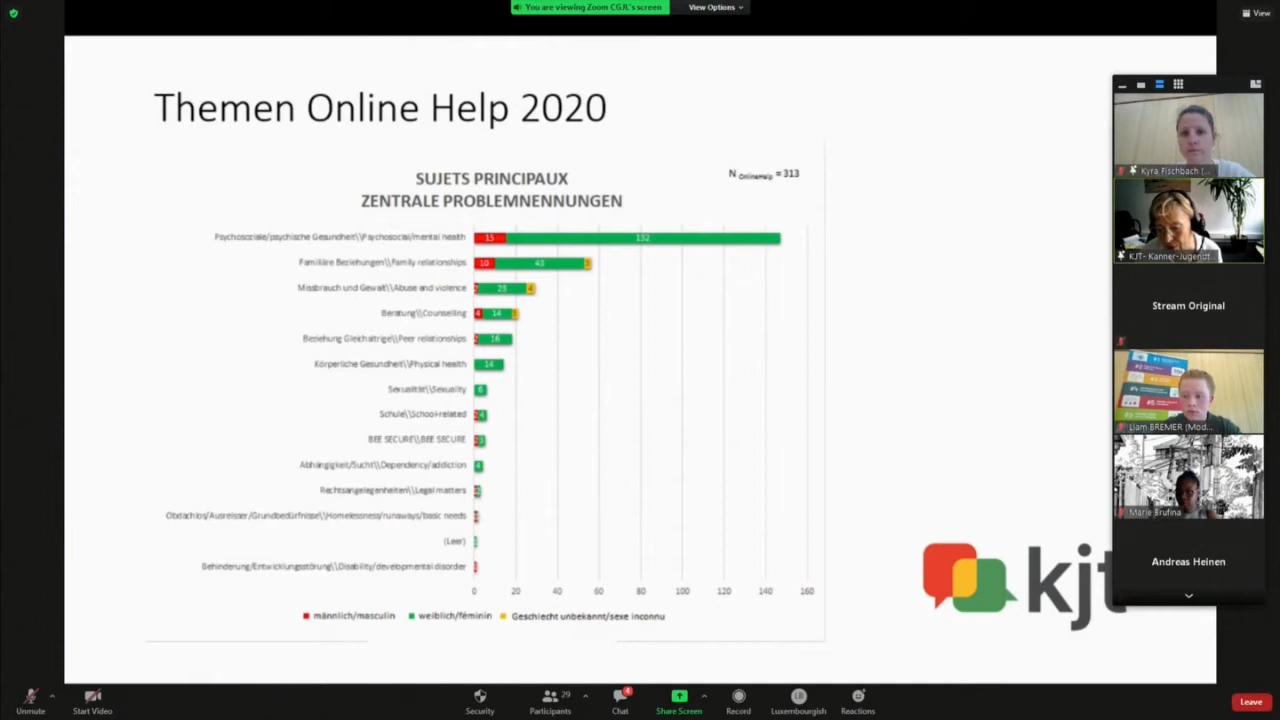 You are viewing Zoom CGJL's screen
View Options
View
Themen Online Help 2020
SUJETS PRINCIPAUX
ZENTRALE PROBLEMNENNUNGEN
N OnlineHelp = 313
Psychosoziale/psychische Gesundheit\\Psychosocial/mental health
15 132
Familiäre Beziehungen\\Family relationships
10 43
Missbrauch und Gewalt\\Abuse and violence
25 4
Beratung\\Counselling
4 14
Beziehung Gleichaltrige\\Peer relationships
16
Körperliche Gesundheit\\Physical health
14
Sexualität\\Sexuality
6
Schule\\School-related
4
BEE SECURE\\BEE SECURE
Abhängigkeit/Sucht\\Dependency/addiction
4
Rechtsangelegenheiten\\Legal matters
Obdachlos/Ausreisser/Grundbedürfnisse\\Homelessness/runaways/basic needs
(Leer)
Behinderung/Entwicklungsstörung\\Disability/developmental disorder
0 20 40 60 80 100 120 140 160
männlich/masculin weiblich/féminin Geschlecht unbekannt/sexe inconnu
kjt
Kyra Fischbach (...
KJT- Kanner-Jugendt...
Stream Original
Liam BREMER (Mod...
Marie Brufina
Andreas Heinen
Unmute
Start Video
Security
Participants 29
Chat 4
Share Screen
Record
Luxembourgish
Reactions
Leave